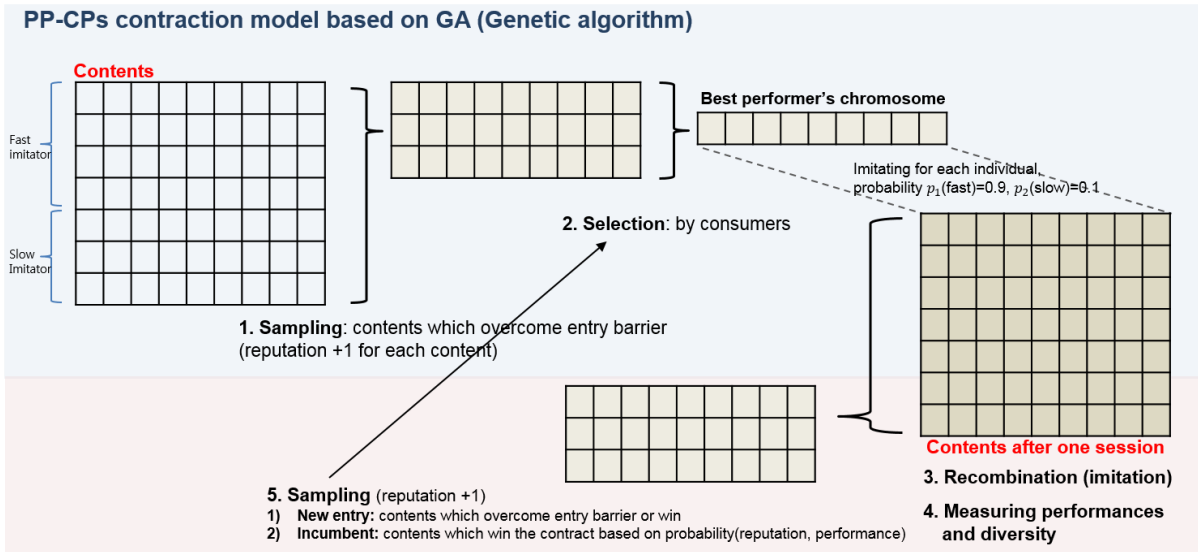 PP-CPs contraction model based on GA (Genetic algorithm)
Contents
Fast
imitator
Slow
Imitator
Best performer's chromosome
Imitating for each individual,
probability p₁(fast)=0.9, p₂(slow)=0.1
2. Selection: by consumers
1. Sampling: contents which overcome entry barrier
(reputation +1 for each content)
Contents after one session
3. Recombination (imitation)
4. Measuring performances
and diversity
5. Sampling (reputation +1)
1) New entry: contents which overcome entry barrier or win
2) Incumbent: contents which win the contract based on probability(reputation, performance)